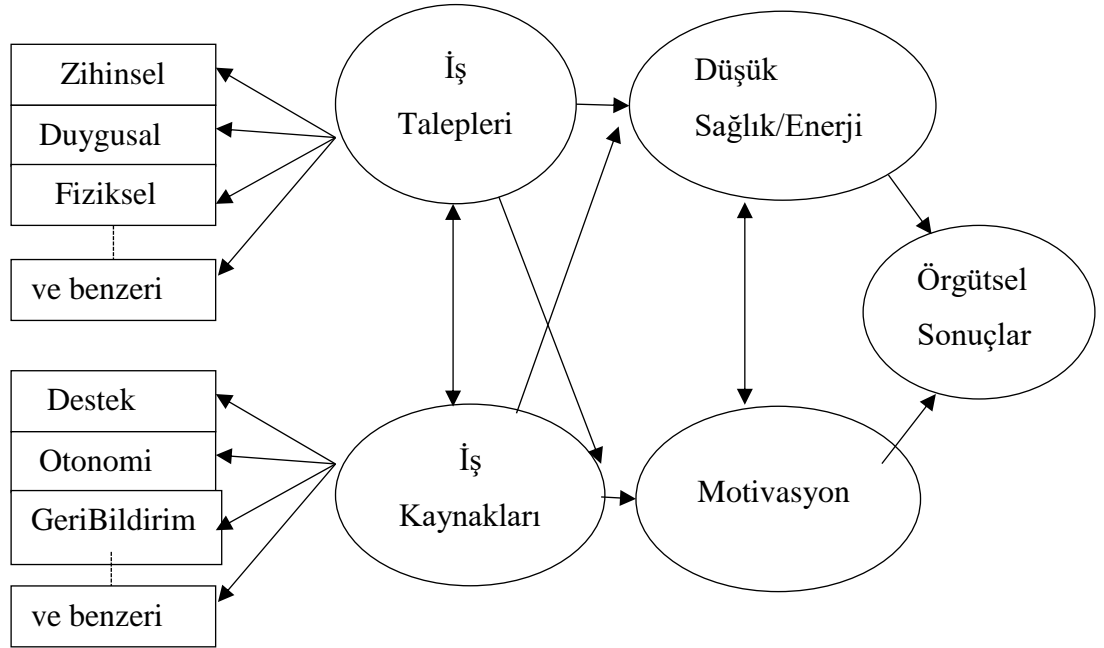 Zihinsel
Duygusal
Fiziksel
ve benzeri
İş
Talepleri
Düşük
Sağlık/Enerji
Örgütsel
Sonuçlar
Destek
Otonomi
GeriBildirim
ve benzeri
İş
Kaynakları
Motivasyon